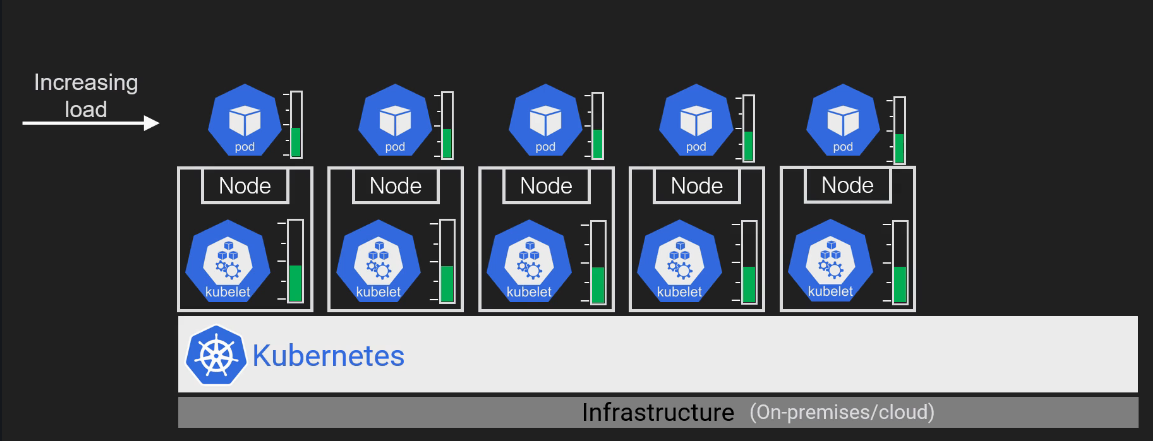 Increasing
load
pod pod pod pod pod
Node Node Node Node Node
kubelet kubelet kubelet kubelet kubelet
Kubernetes
Infrastructure (On-premises/cloud)